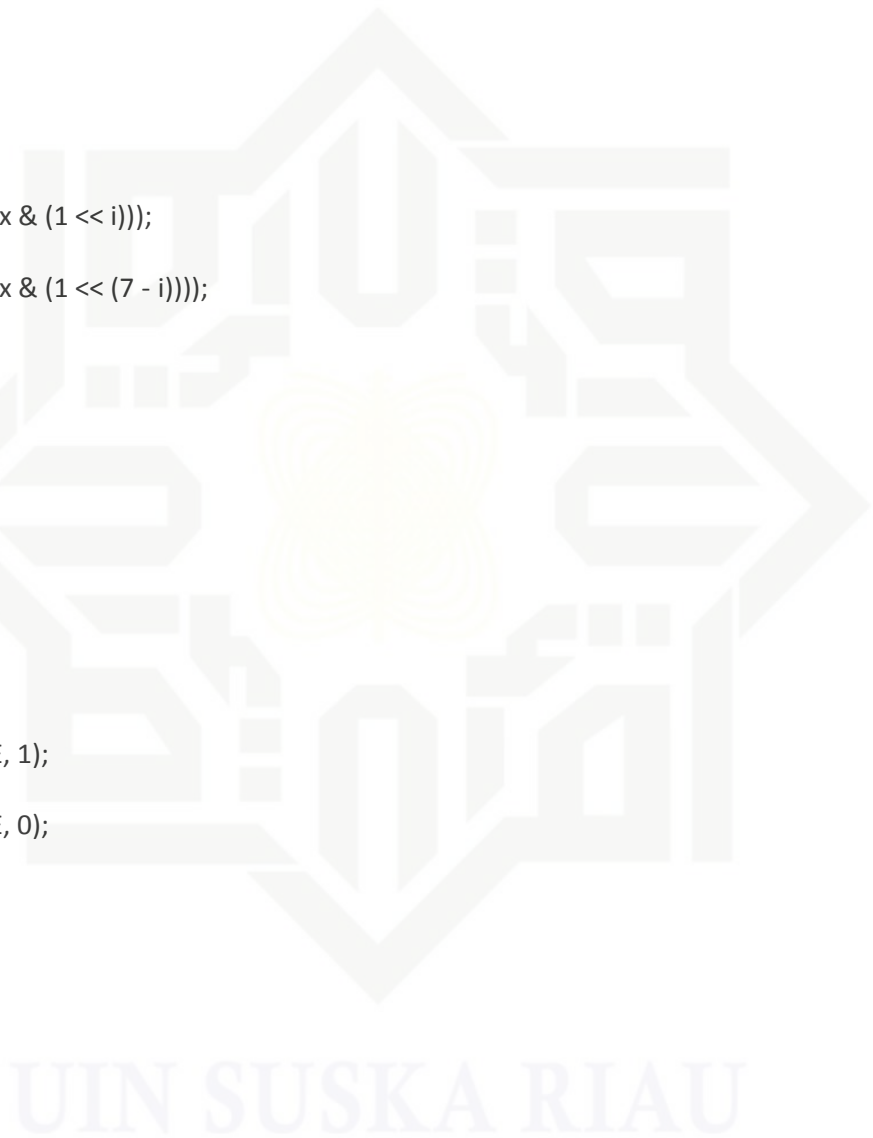 x & (1 << i)));
x & (1 << (7 - i))));
, 1);
, 0);
UIN SUSKA RIAU